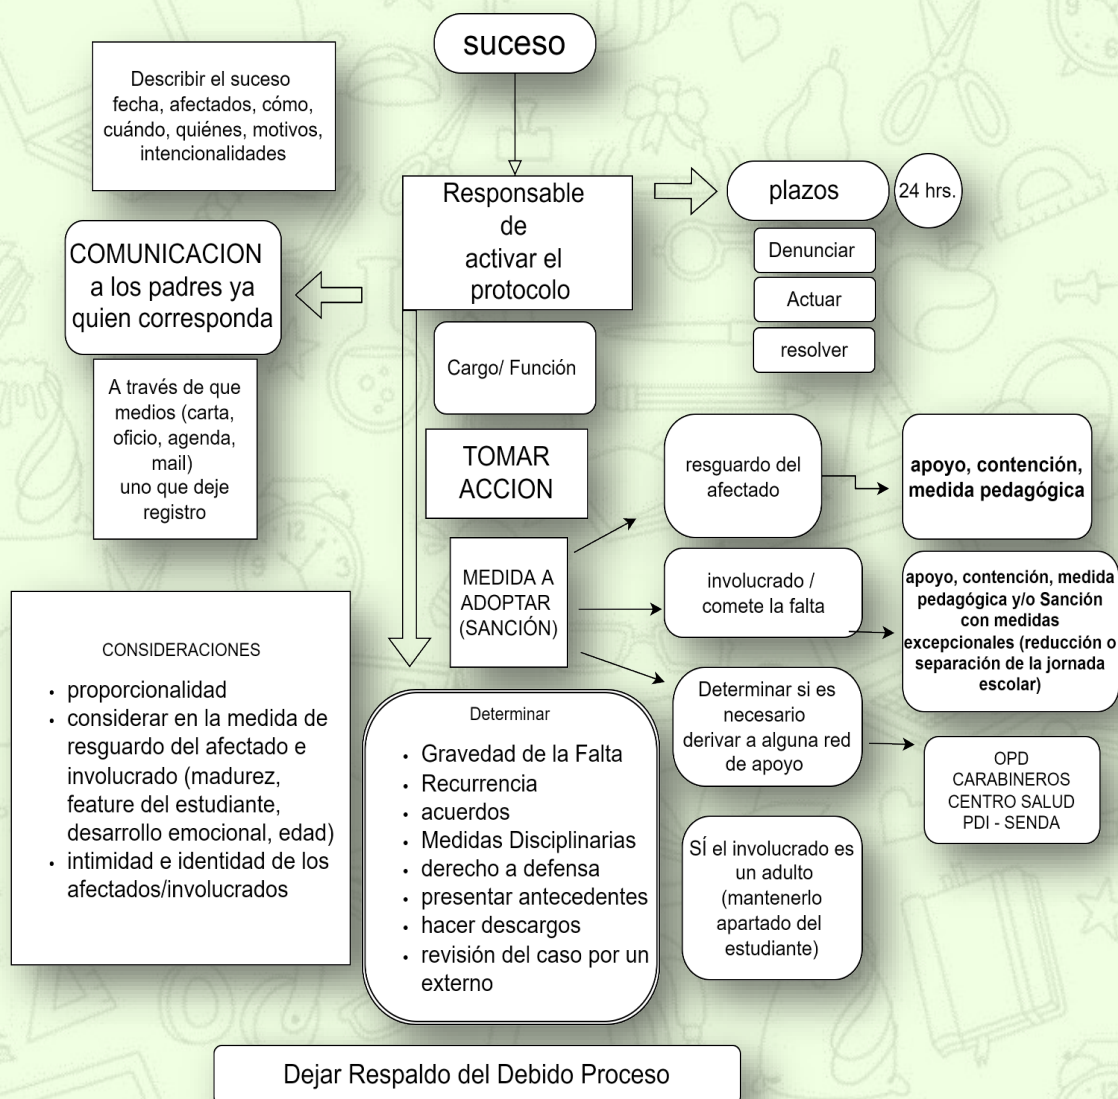 suceso
Describir el suceso
fecha, afectados, cómo,
cuándo, quiénes, motivos,
intencionalidades
Responsable
de
activar el
protocolo
plazos
24 hrs.
Denunciar
Actuar
resolver
COMUNICACION
a los padres ya
quien corresponda
A través de que
medios (carta,
oficio, agenda,
mail)
uno que deje
registro
Cargo/ Función
TOMAR
ACCION
MEDIDA A
ADOPTAR
(SANCIÓN)
resguardo del
afectado
apoyo, contención,
medida pedagógica
involucrado /
comete la falta
apoyo, contención, medida
pedagógica y/o Sanción
con medidas
excepcionales (reducción o
separación de la jornada
escolar)
Determinar si es
necesario
derivar a alguna red
de apoyo
OPD
CARABINEROS
CENTRO SALUD
PDI - SENDA
SÍ el involucrado es
un adulto
(mantenerlo
apartado del
estudiante)
CONSIDERACIONES
• proporcionalidad
• considerar en la medida de
resguardo del afectado e
involucrado (madurez,
feature del estudiante,
desarrollo emocional, edad)
• intimidad e identidad de los
afectados/involucrados
Determinar
• Gravedad de la Falta
• Recurrencia
• acuerdos
• Medidas Disciplinarias
• derecho a defensa
• presentar antecedentes
• hacer descargos
• revisión del caso por un
externo
Dejar Respaldo del Debido Proceso